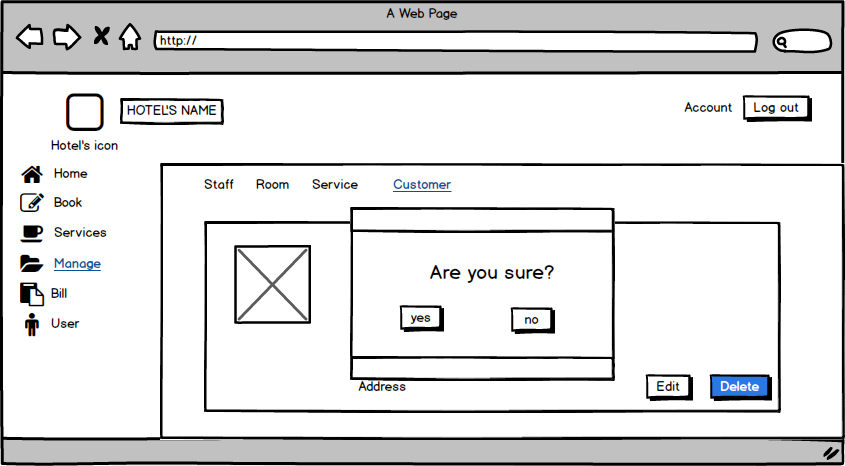 A Web Page
http://
HOTEL'S NAME
Account
Log out
Hotel's icon
Home
Book
Services
Manage
Bill
User
Staff
Room
Service
Customer
Are you sure?
yes
no
Address
Edit
Delete